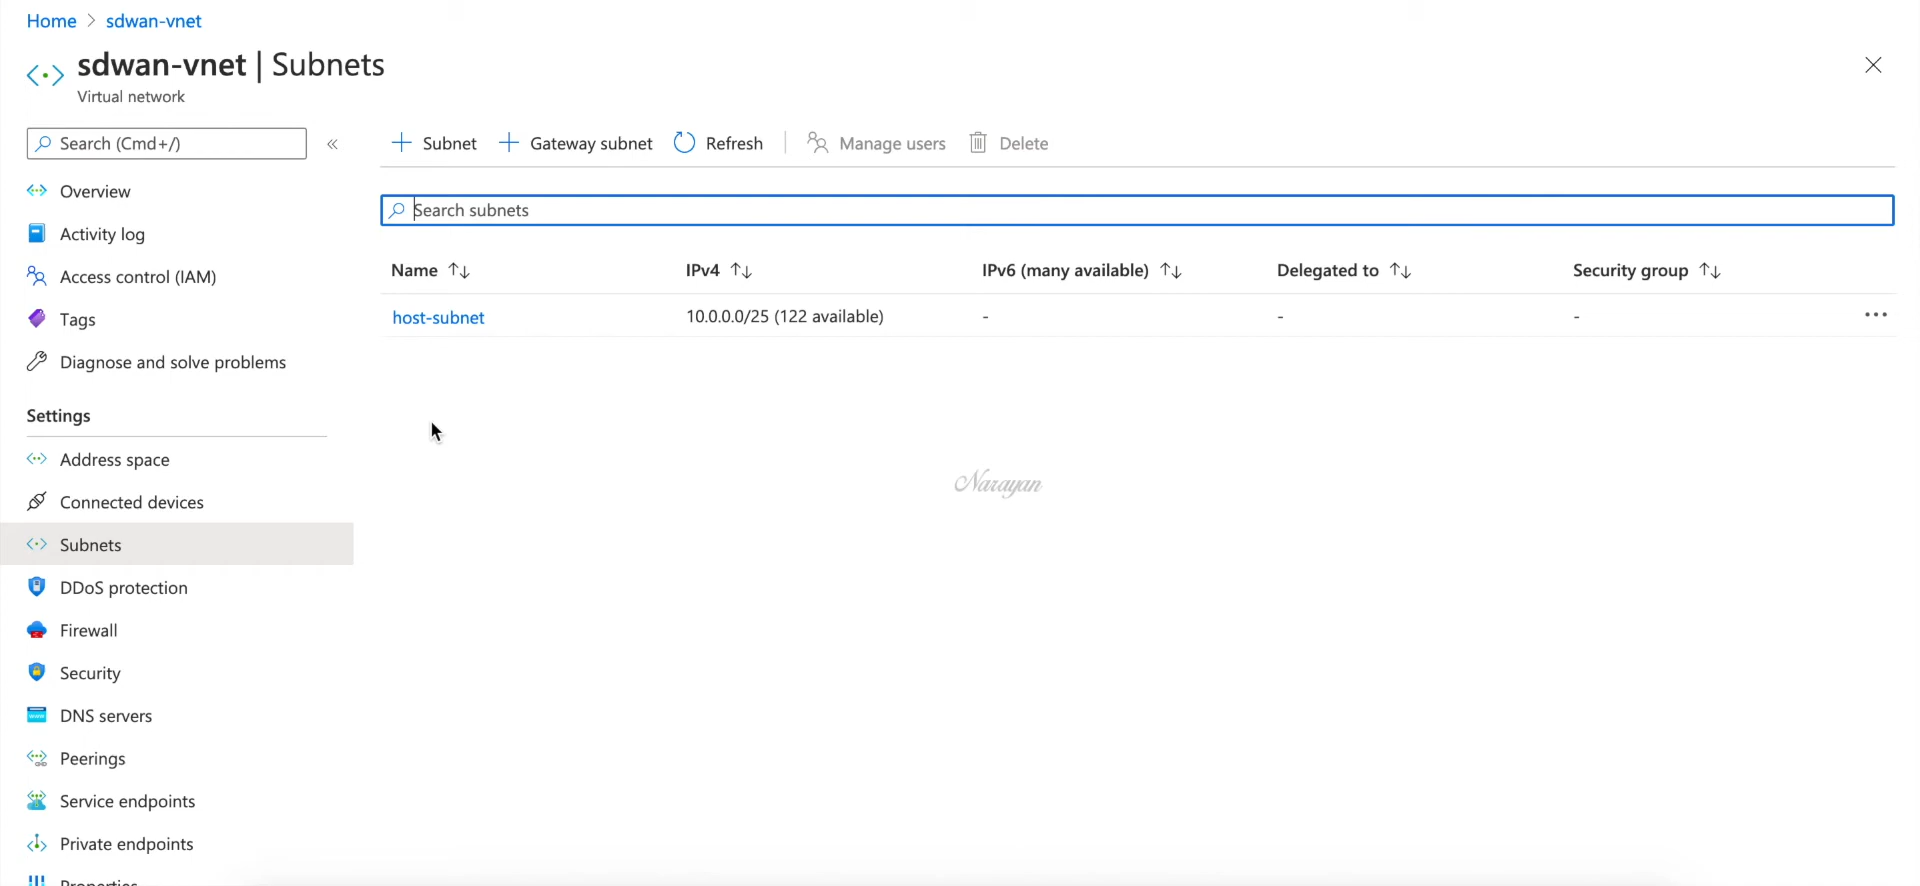 Home > sdwan-vnet
sdwan-vnet | Subnets
Virtual network
Search (Cmd+/)
«
Subnet
Gateway subnet
Refresh
Manage users
Delete
Overview
Activity log
Access control (IAM)
Tags
Diagnose and solve problems
Settings
Address space
Connected devices
Subnets
DDoS protection
Firewall
Security
DNS servers
Peerings
Service endpoints
Private endpoints
Properties
Search subnets
Name ↑↓ IPv4 ↑↓ IPv6 (many available) ↑↓ Delegated to ↑↓ Security group ↑↓
host-subnet 10.0.0.0/25 (122 available) - - - ...
Narayan